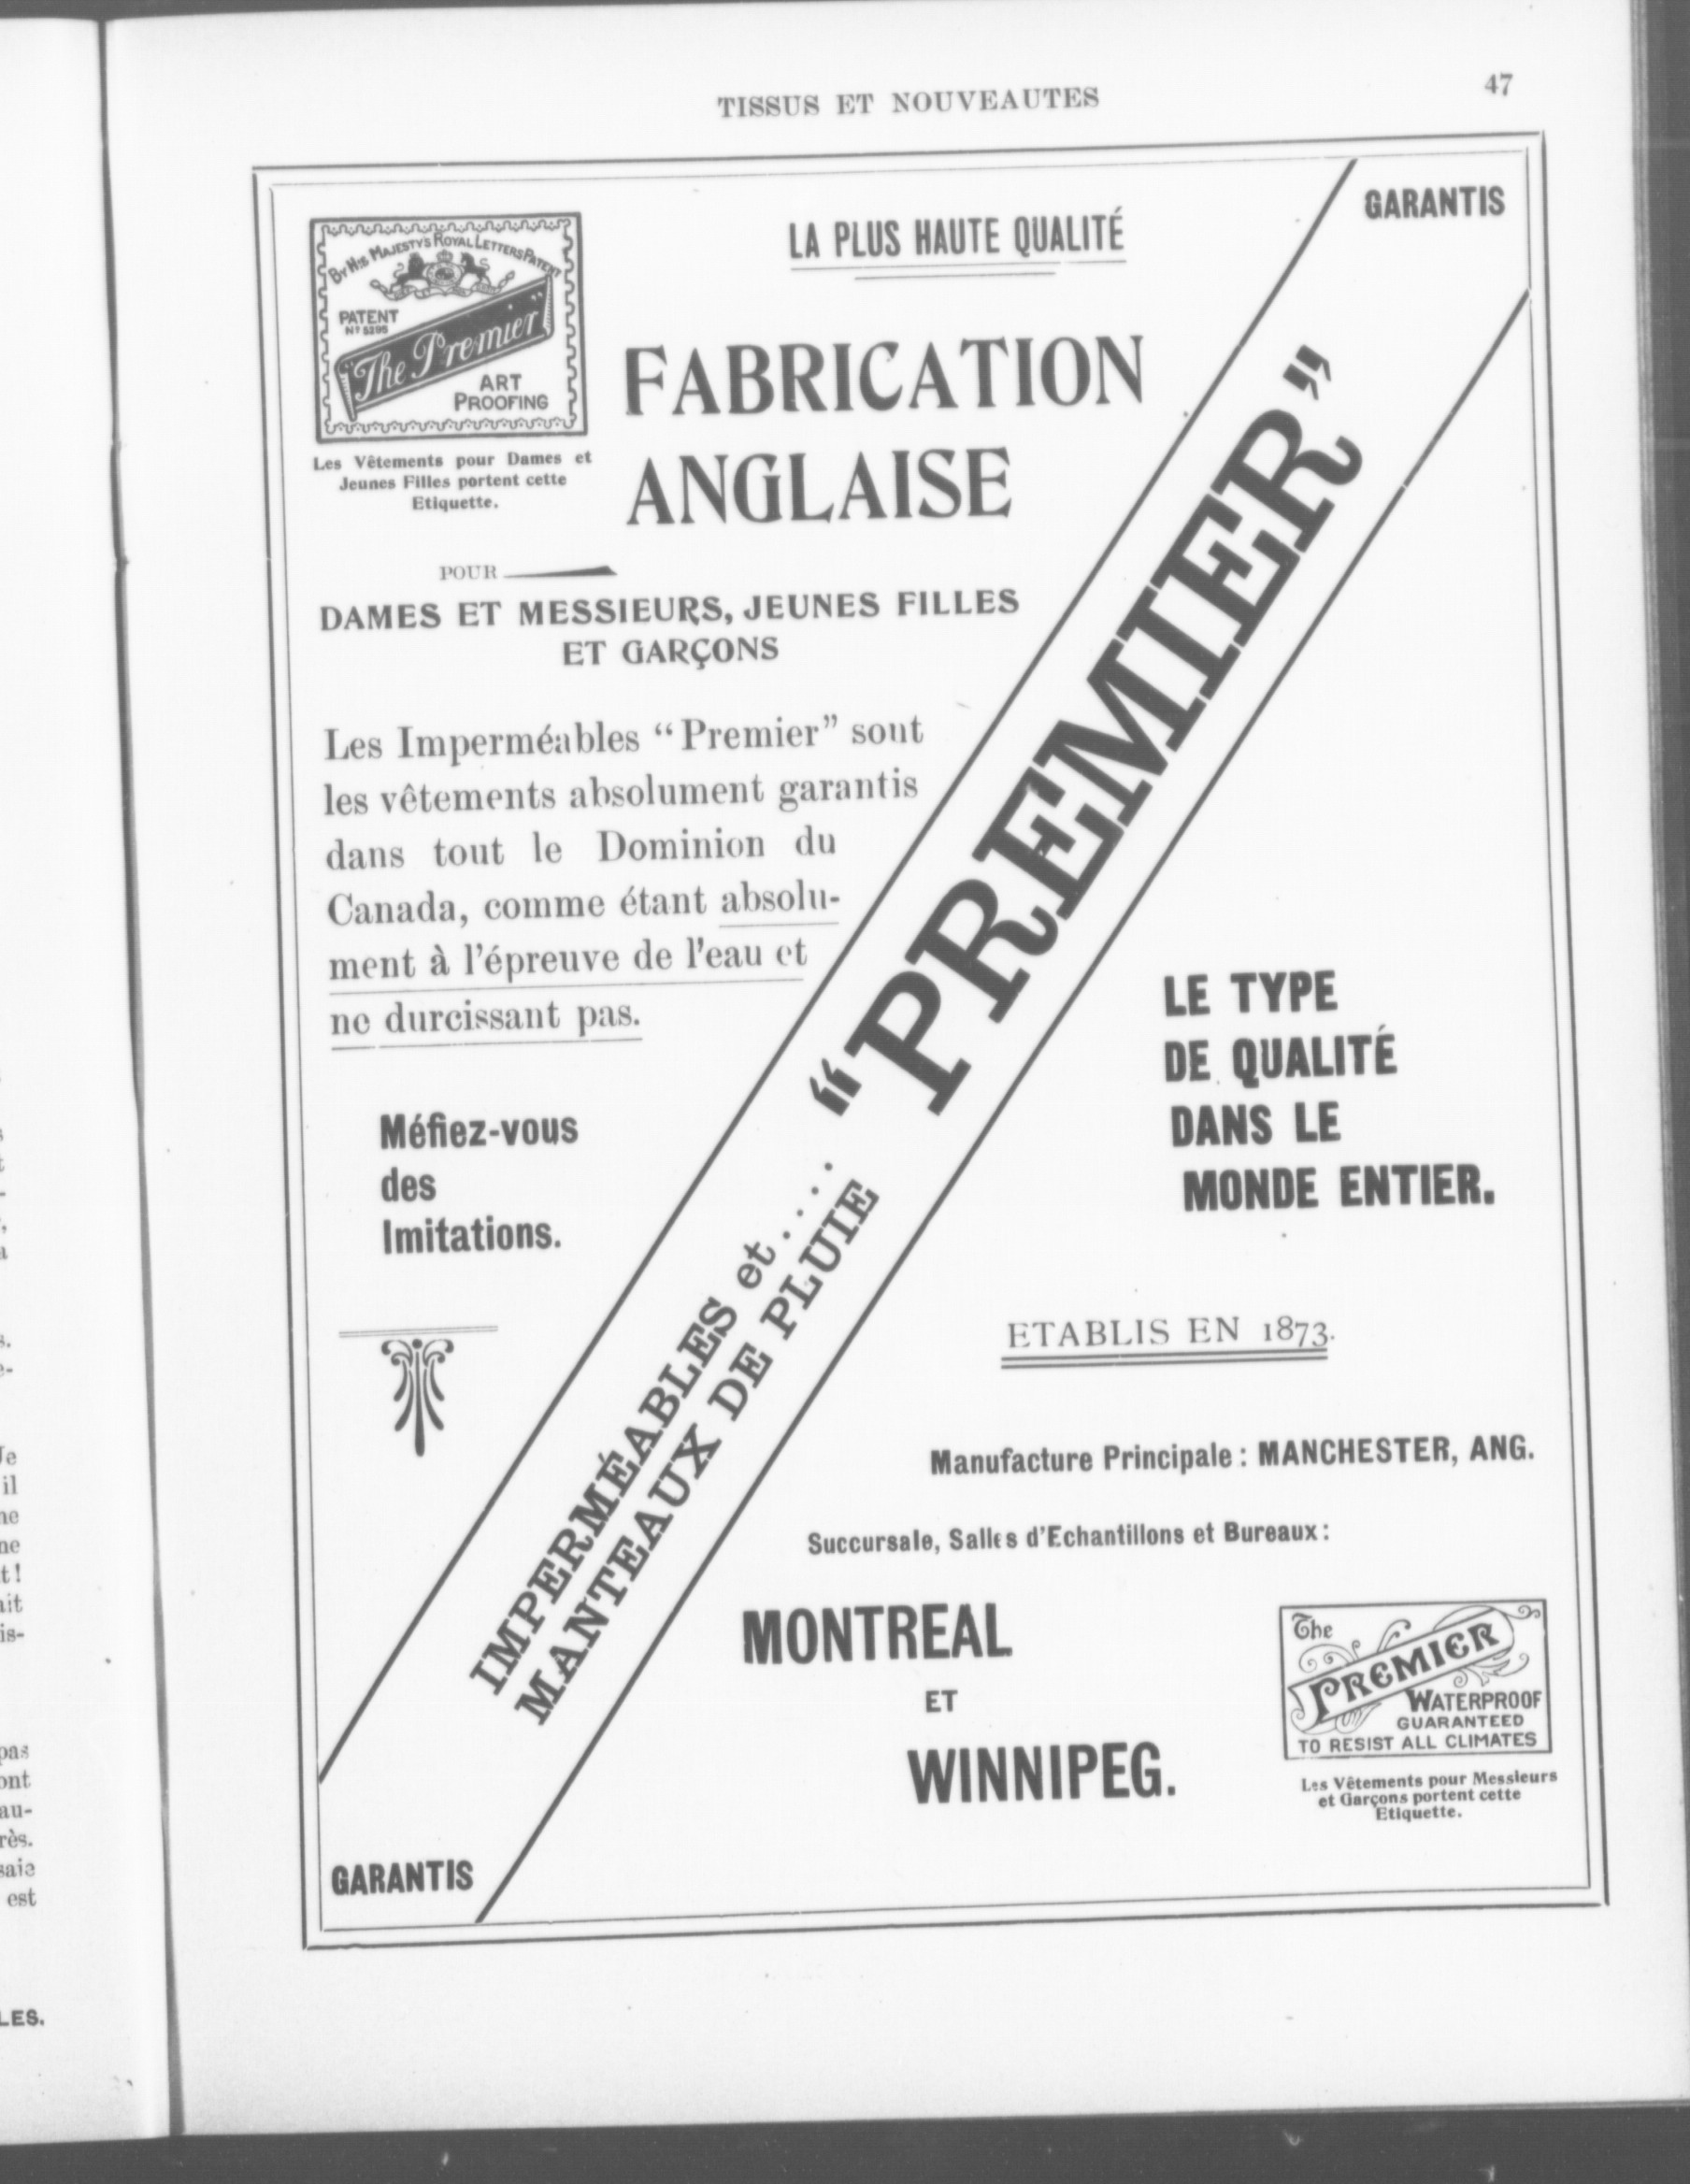 TISSUS ET NOUVEAUTES
47
GARANTIS
BY HIS MAJESTY'S ROYAL LETTERS PATENT
PATENT
No 5295
"The Premier"
ART
PROOFING
Les Vêtements pour Dames et
Jeunes Filles portent cette
Etiquette.
LA PLUS HAUTE QUALITÉ
FABRICATION
ANGLAISE
POUR
DAMES ET MESSIEURS, JEUNES FILLES
ET GARÇONS
Les Imperméables "Premier" sont
les vêtements absolument garantis
dans tout le Dominion du
Canada, comme étant absolu-
ment à l'épreuve de l'eau et
ne durcissant pas.
Méfiez-vous
des
Imitations.
IMPERMÉABLES et....
MANTEAUX DE PLUIE
"PREMIER"
LE TYPE
DE QUALITÉ
DANS LE
MONDE ENTIER.
ETABLIS EN 1873.
Manufacture Principale : MANCHESTER, ANG.
Succursale, Salles d'Echantillons et Bureaux :
MONTREAL
ET
WINNIPEG.
The
PREMIER
WATERPROOF
GUARANTEED
TO RESIST ALL CLIMATES
Les Vêtements pour Messieurs
et Garçons portent cette
Etiquette.
GARANTIS